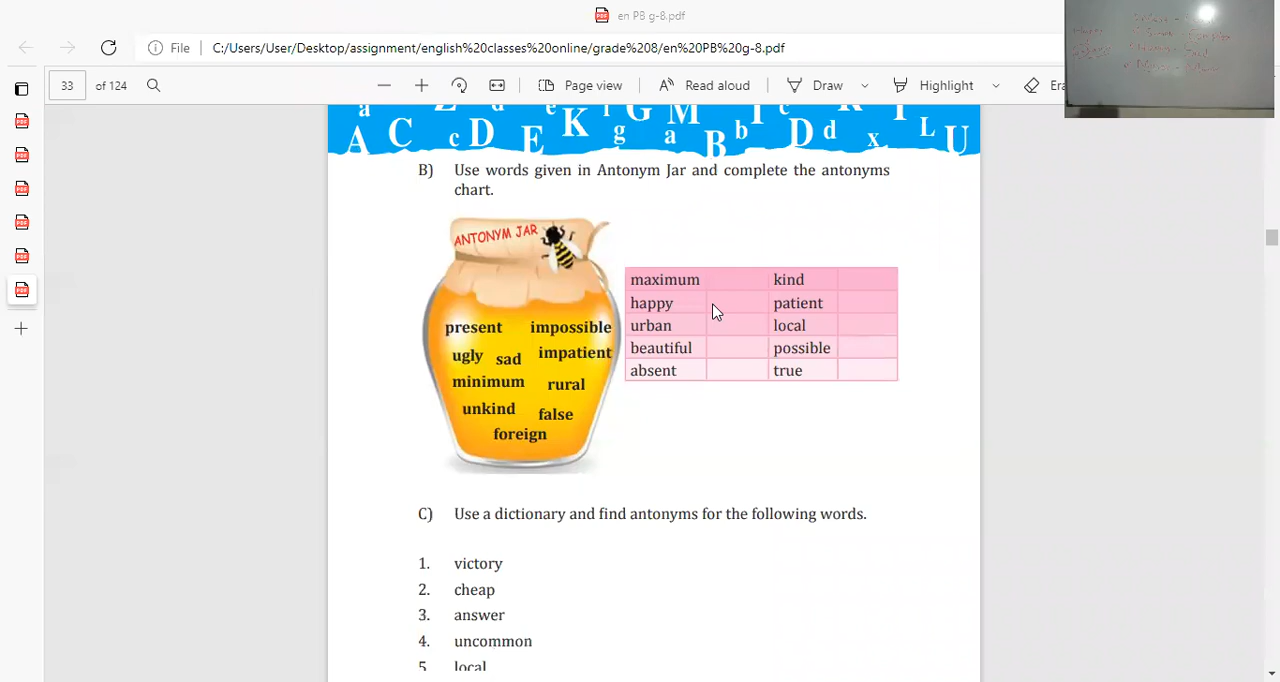 en PB g-8.pdf
File C:/Users/User/Desktop/assignment/english%20classes%20online/grade%208/en%20PB%20g-8.pdf
33 of 124 Page view Read aloud Draw Highlight Era
a Z d e K r G M B b I c D d K x T L U
A C c D E g a
B) Use words given in Antonym Jar and complete the antonyms
chart.
ANTONYM JAR
present impossible
ugly sad impatient
minimum rural
unkind false
foreign
maximum kind
happy patient
urban local
beautiful possible
absent true
C) Use a dictionary and find antonyms for the following words.
1. victory
2. cheap
3. answer
4. uncommon
5. local